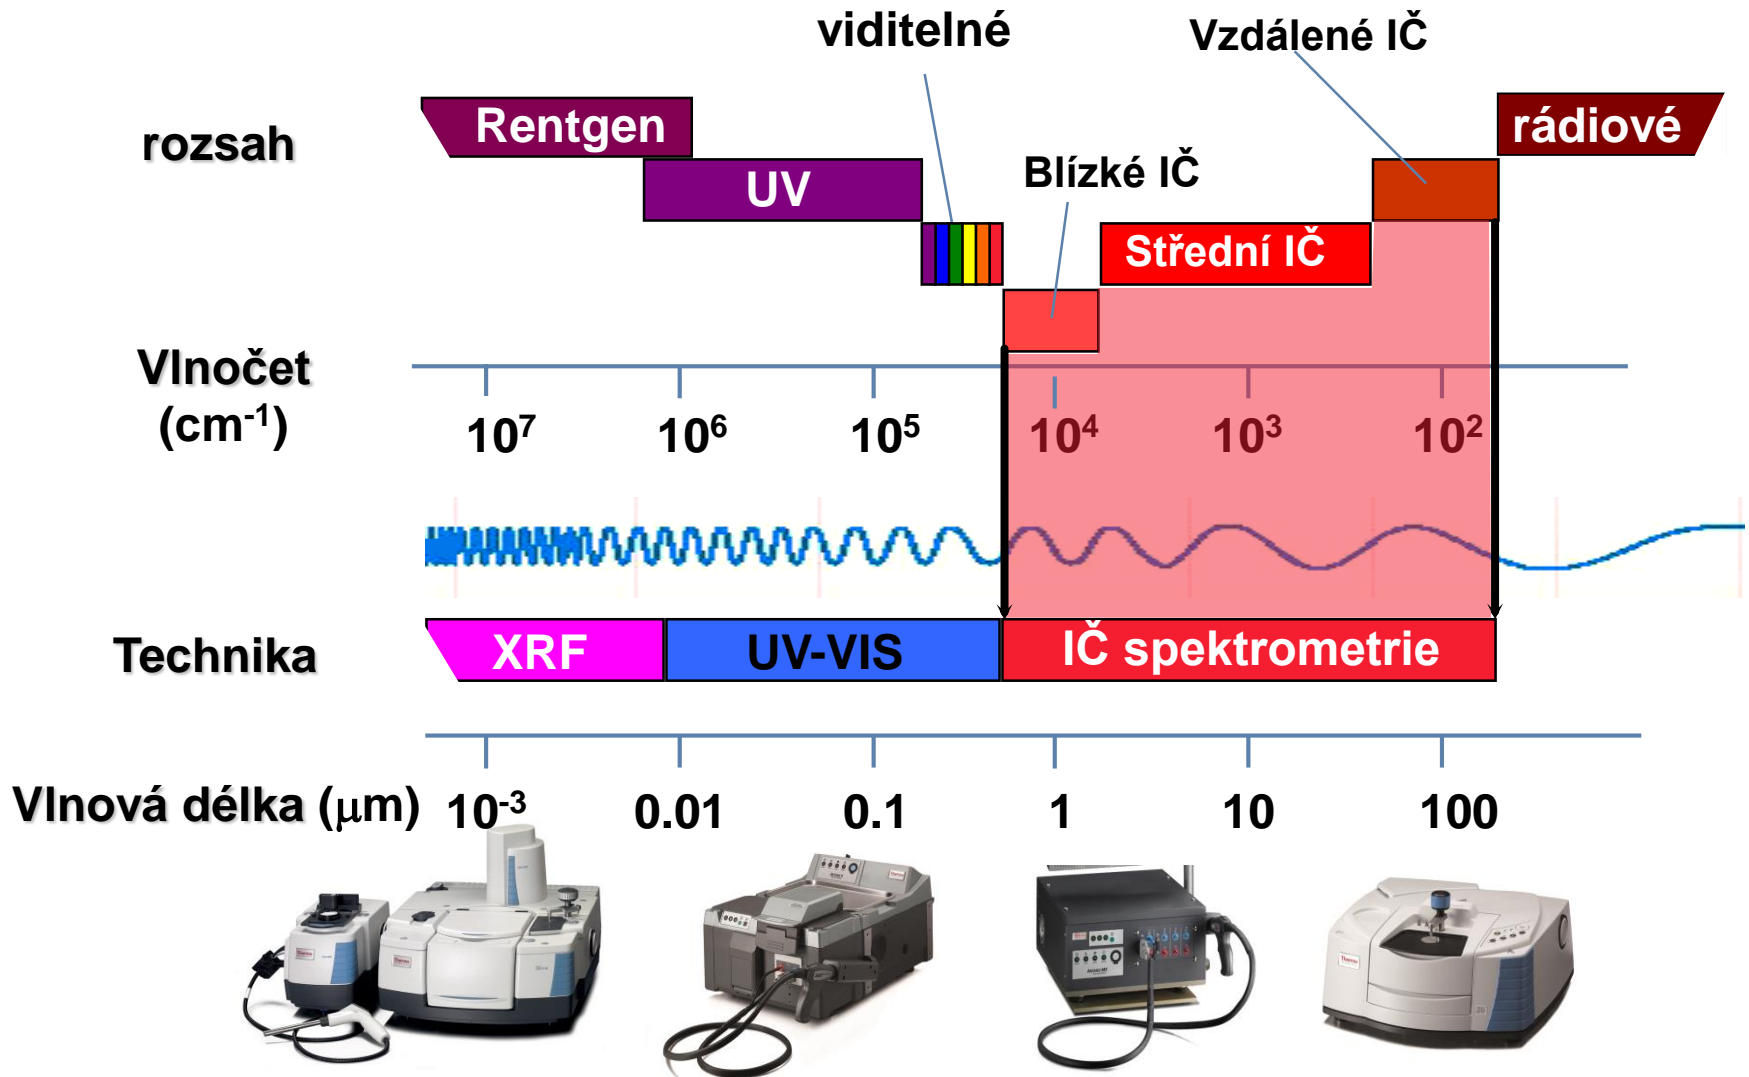 viditelné
Vzdálené IČ
Rentgen
rádiové
rozsah
Blízké IČ
UV
Střední IČ
Vlnočet
(cm⁻¹)
10⁷ 10⁶ 10⁵ 10⁴ 10³ 10²
Technika
XRF
UV-VIS
IČ spektrometrie
Vlnová délka (μm)
10⁻³ 0.01 0.1 1 10 100